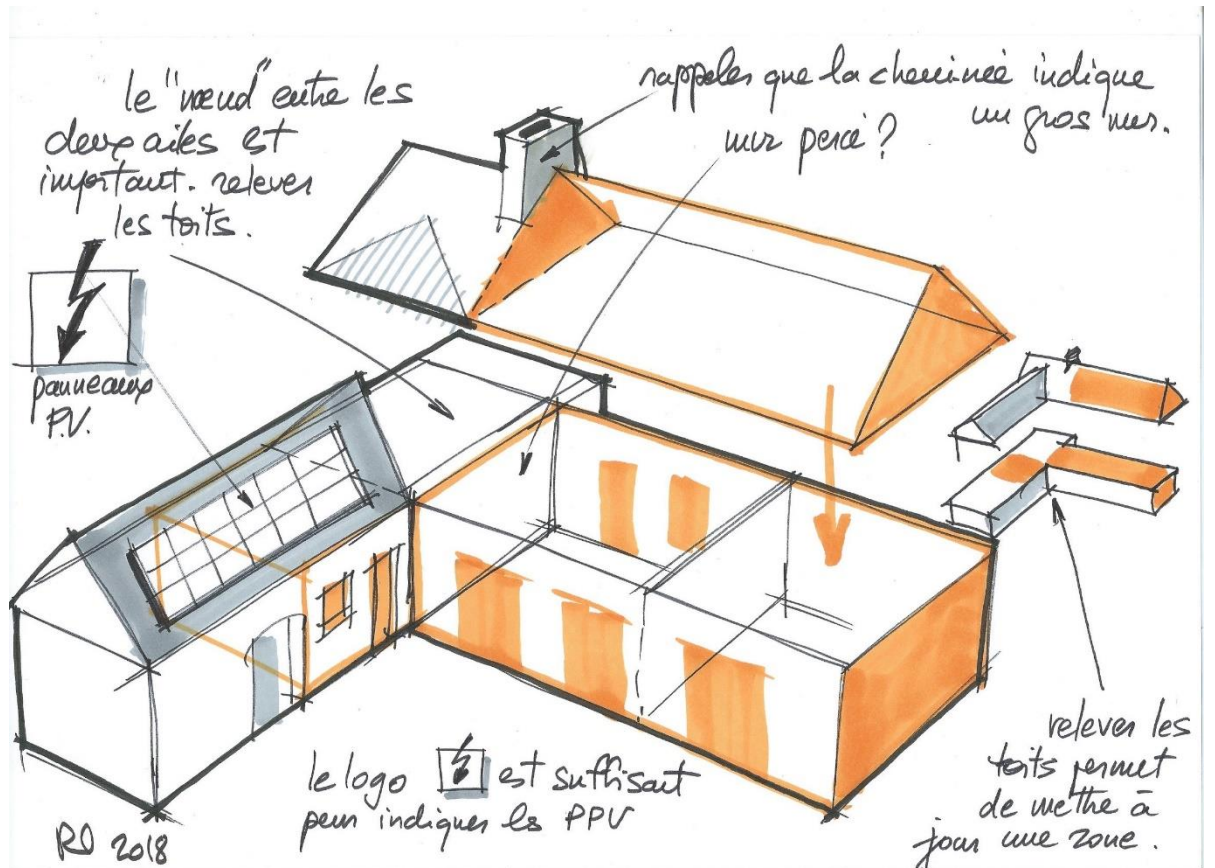 le "nœud" entre les
deux ailes est
important. relever
les toits.
rappeler que la cheminée indique
un gros mur.
mur percé ?
panneaux
P.V.
le logo est suffisant
pour indiquer les PPV
relever les
toits permet
de mettre à
jour une zone.
RD 2018